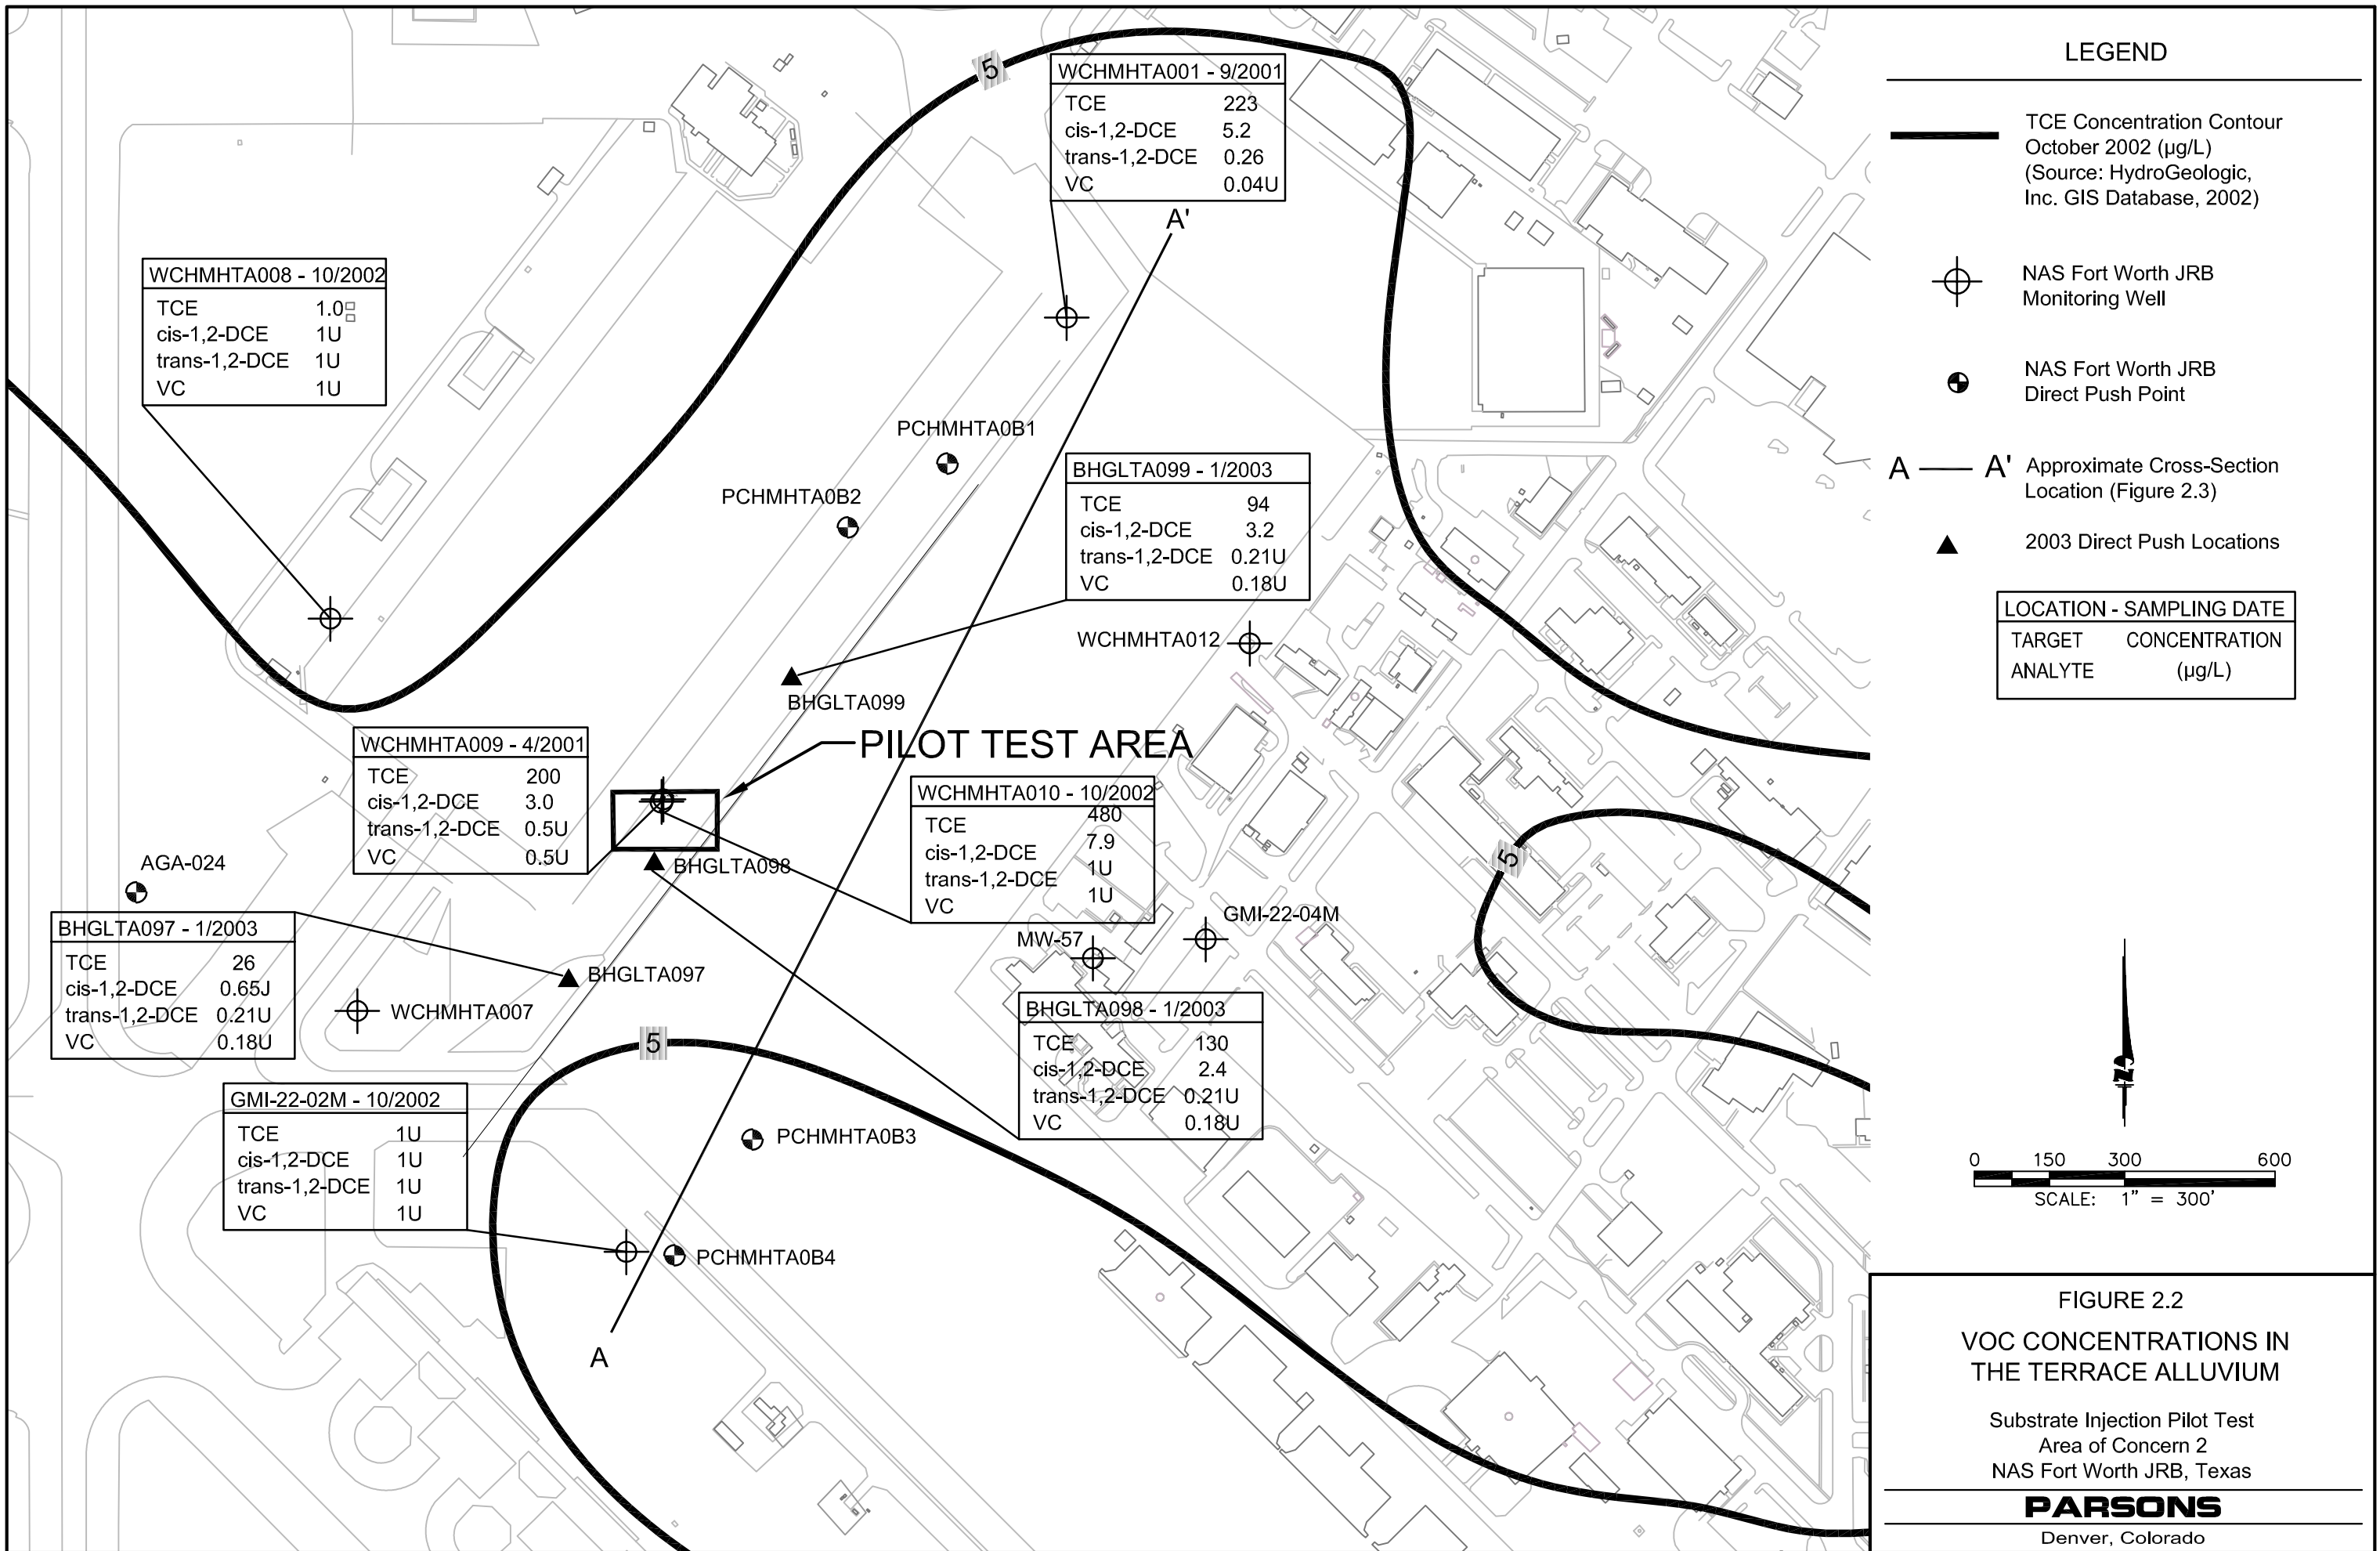 5
WCHMHTA001 - 9/2001
TCE 223
cis-1,2-DCE 5.2
trans-1,2-DCE 0.26
VC 0.04U
A'
WCHMHTA008 - 10/2002
TCE 1.0
cis-1,2-DCE 1U
trans-1,2-DCE 1U
VC 1U
PCHMHTA0B1
PCHMHTA0B2
BHGLTA099 - 1/2003
TCE 94
cis-1,2-DCE 3.2
trans-1,2-DCE 0.21U
VC 0.18U
WCHMHTA012
BHGLTA099
PILOT TEST AREA
WCHMHTA009 - 4/2001
TCE 200
cis-1,2-DCE 3.0
trans-1,2-DCE 0.5U
VC 0.5U
WCHMHTA010 - 10/2002
TCE 480
cis-1,2-DCE 7.9
trans-1,2-DCE 1U
VC 1U
BHGLTA098
5
AGA-024
BHGLTA097 - 1/2003
TCE 26
cis-1,2-DCE 0.65J
trans-1,2-DCE 0.21U
VC 0.18U
GMI-22-04M
MW-57
BHGLTA097
WCHMHTA007
BHGLTA098 - 1/2003
TCE 130
cis-1,2-DCE 2.4
trans-1,2-DCE 0.21U
VC 0.18U
5
GMI-22-02M - 10/2002
TCE 1U
cis-1,2-DCE 1U
trans-1,2-DCE 1U
VC 1U
PCHMHTA0B3
PCHMHTA0B4
A
LEGEND
TCE Concentration Contour
October 2002 (µg/L)
(Source: HydroGeologic,
Inc. GIS Database, 2002)
NAS Fort Worth JRB
Monitoring Well
NAS Fort Worth JRB
Direct Push Point
A A' Approximate Cross-Section
Location (Figure 2.3)
2003 Direct Push Locations
LOCATION - SAMPLING DATE
TARGET CONCENTRATION
ANALYTE (µg/L)
N
0 150 300 600
SCALE: 1" = 300'
FIGURE 2.2
VOC CONCENTRATIONS IN
THE TERRACE ALLUVIUM
Substrate Injection Pilot Test
Area of Concern 2
NAS Fort Worth JRB, Texas
PARSONS
Denver, Colorado